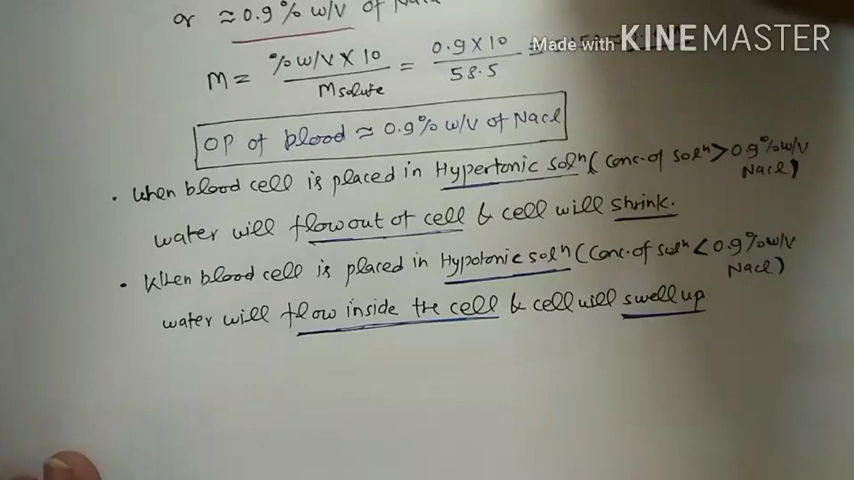 or ≈ 0.9% w/v of NaCl
Made with KINEMASTER
M = %w/v X 10 / Msolute = 0.9 X 10 / 58.5 =
OP of blood ≈ 0.9% w/v of NaCl
• When blood cell is placed in Hypertonic solⁿ (Conc. of solⁿ > 0.9% w/v NaCl)
water will flow out of cell & cell will shrink.
• When blood cell is placed in Hypotonic solⁿ (Conc. of solⁿ < 0.9% w/v NaCl)
water will flow inside the cell & cell will swell up